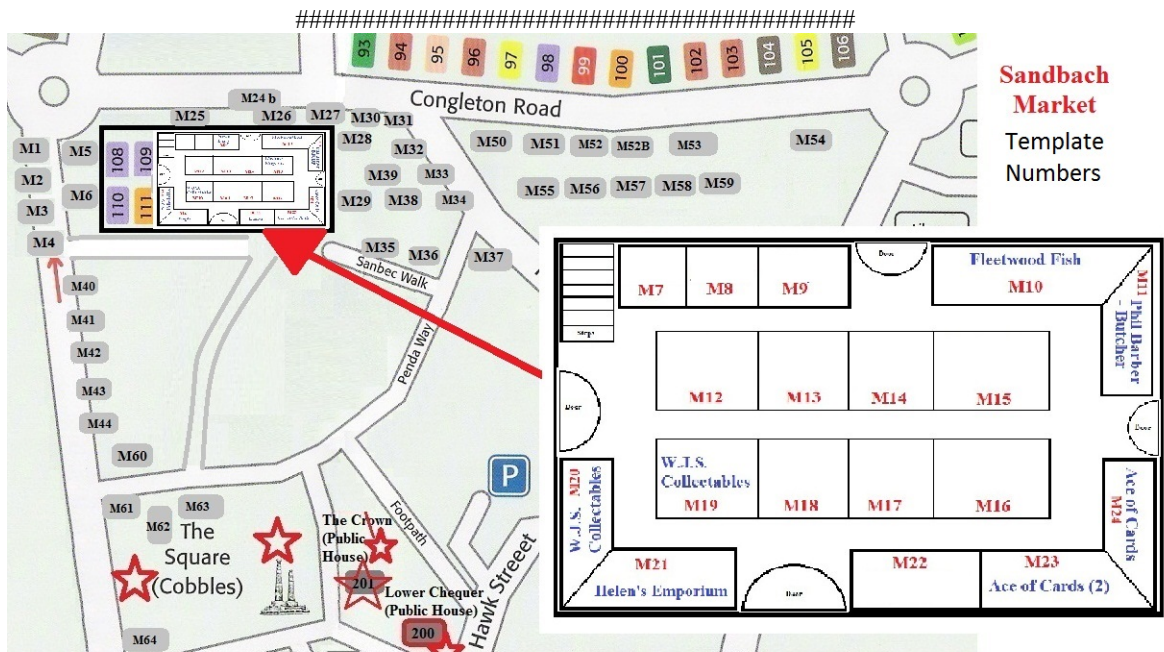 ##############################################################
93 94 95 96 97 98 99 100 101 102 103 104 105 106
Sandbach
Market
Template
Numbers
Congleton Road
M24 b
M25 M26 M27 M30 M31
M28 M32
M1 M5 108 109
M2 M6 110 111
M3
M4
M39 M33
M29 M38 M34
M35 M36 M37
Sanbec Walk
M50 M51 M52 M52B M53 M54
M55 M56 M57 M58 M59
M40
M41
M42
M43
M44
M60
Penda Way
P
M61 M62 M63
The
Square
(Cobbles)
M64
The Crown
(Public
House)
201
Lower Chequer
(Public House)
200
Footpath
Hawk Streeet
Steps
M7 M8 M9
Door
Fleetwood Fish
M10
M11
Phil Barber
- Butcher
M12 M13 M14 M15
Door
Door
W.J.S.
Collcetables
M19 M18 M17 M16
W.J.S. M20
Collectables
Ace of Cards
M24
M21
Helen's Emporium
Door
M22 M23
Ace of Cards (2)